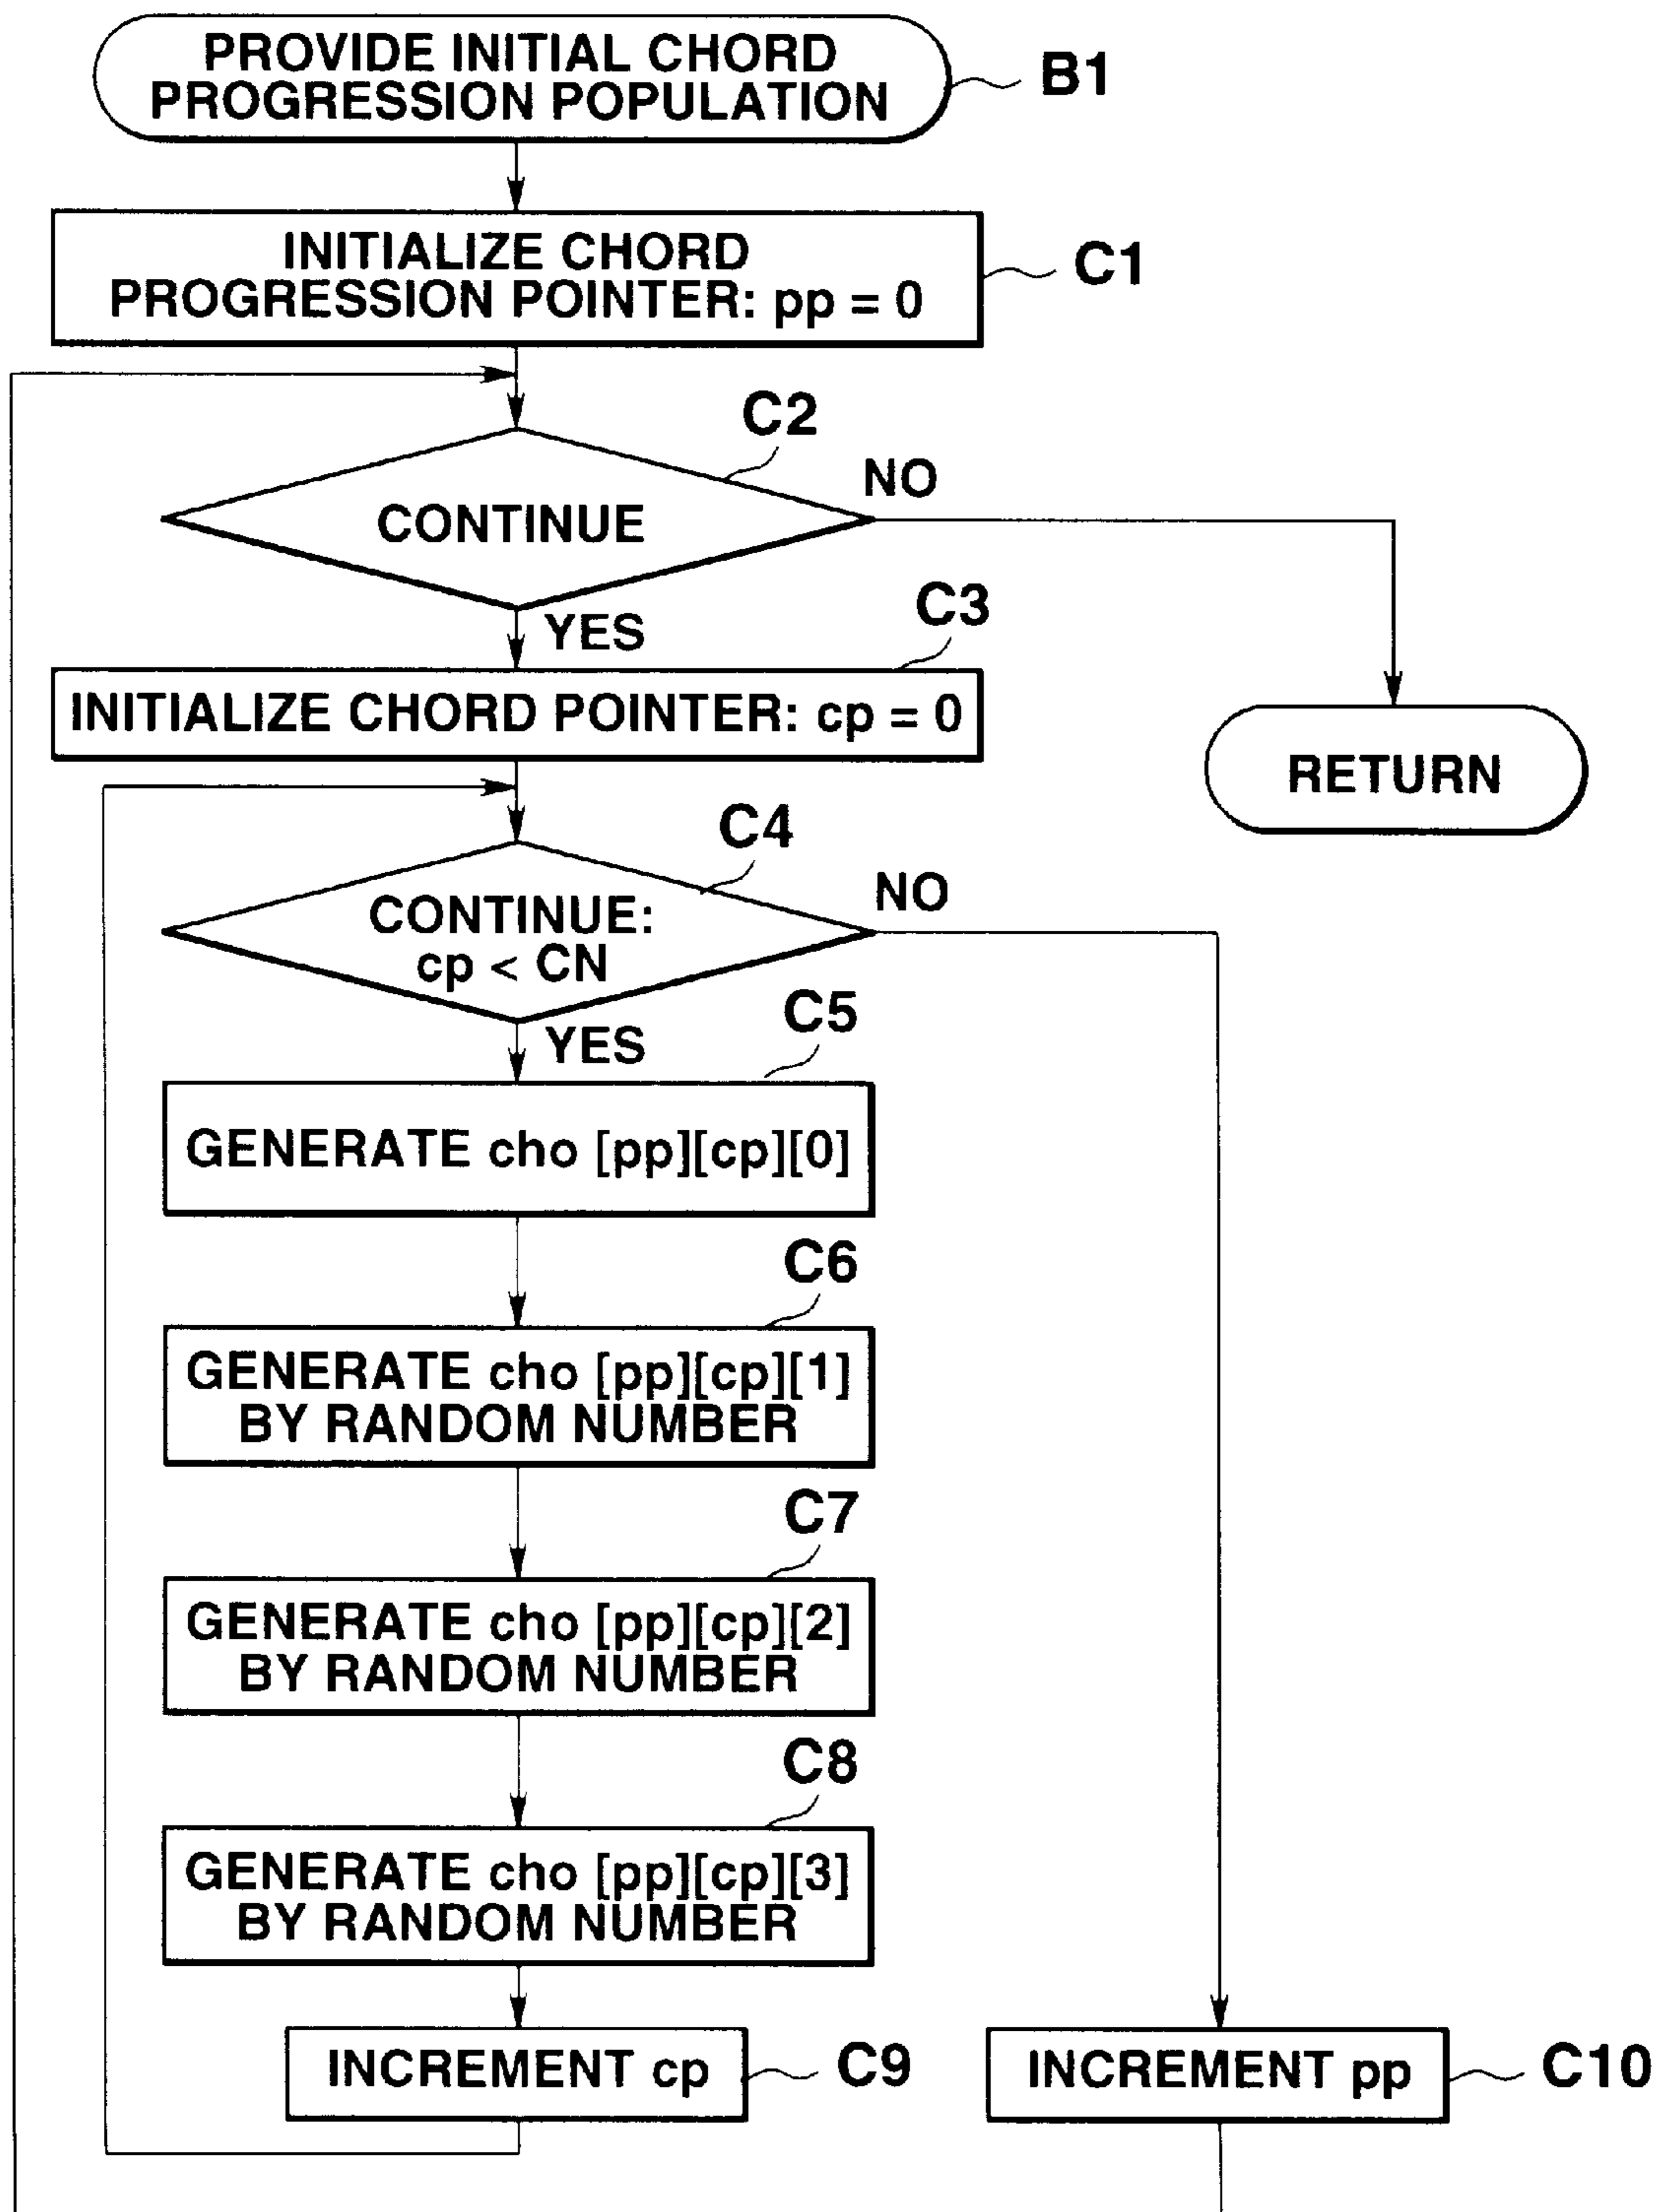 PROVIDE INITIAL CHORD
PROGRESSION POPULATION
B1
INITIALIZE CHORD
PROGRESSION POINTER: pp = 0
C1
C2
NO
CONTINUE
YES
C3
INITIALIZE CHORD POINTER: cp = 0
RETURN
C4
NO
CONTINUE:
cp < CN
YES
C5
GENERATE cho [pp][cp][0]
C6
GENERATE cho [pp][cp][1]
BY RANDOM NUMBER
C7
GENERATE cho [pp][cp][2]
BY RANDOM NUMBER
C8
GENERATE cho [pp][cp][3]
BY RANDOM NUMBER
INCREMENT cp
C9
INCREMENT pp
C10